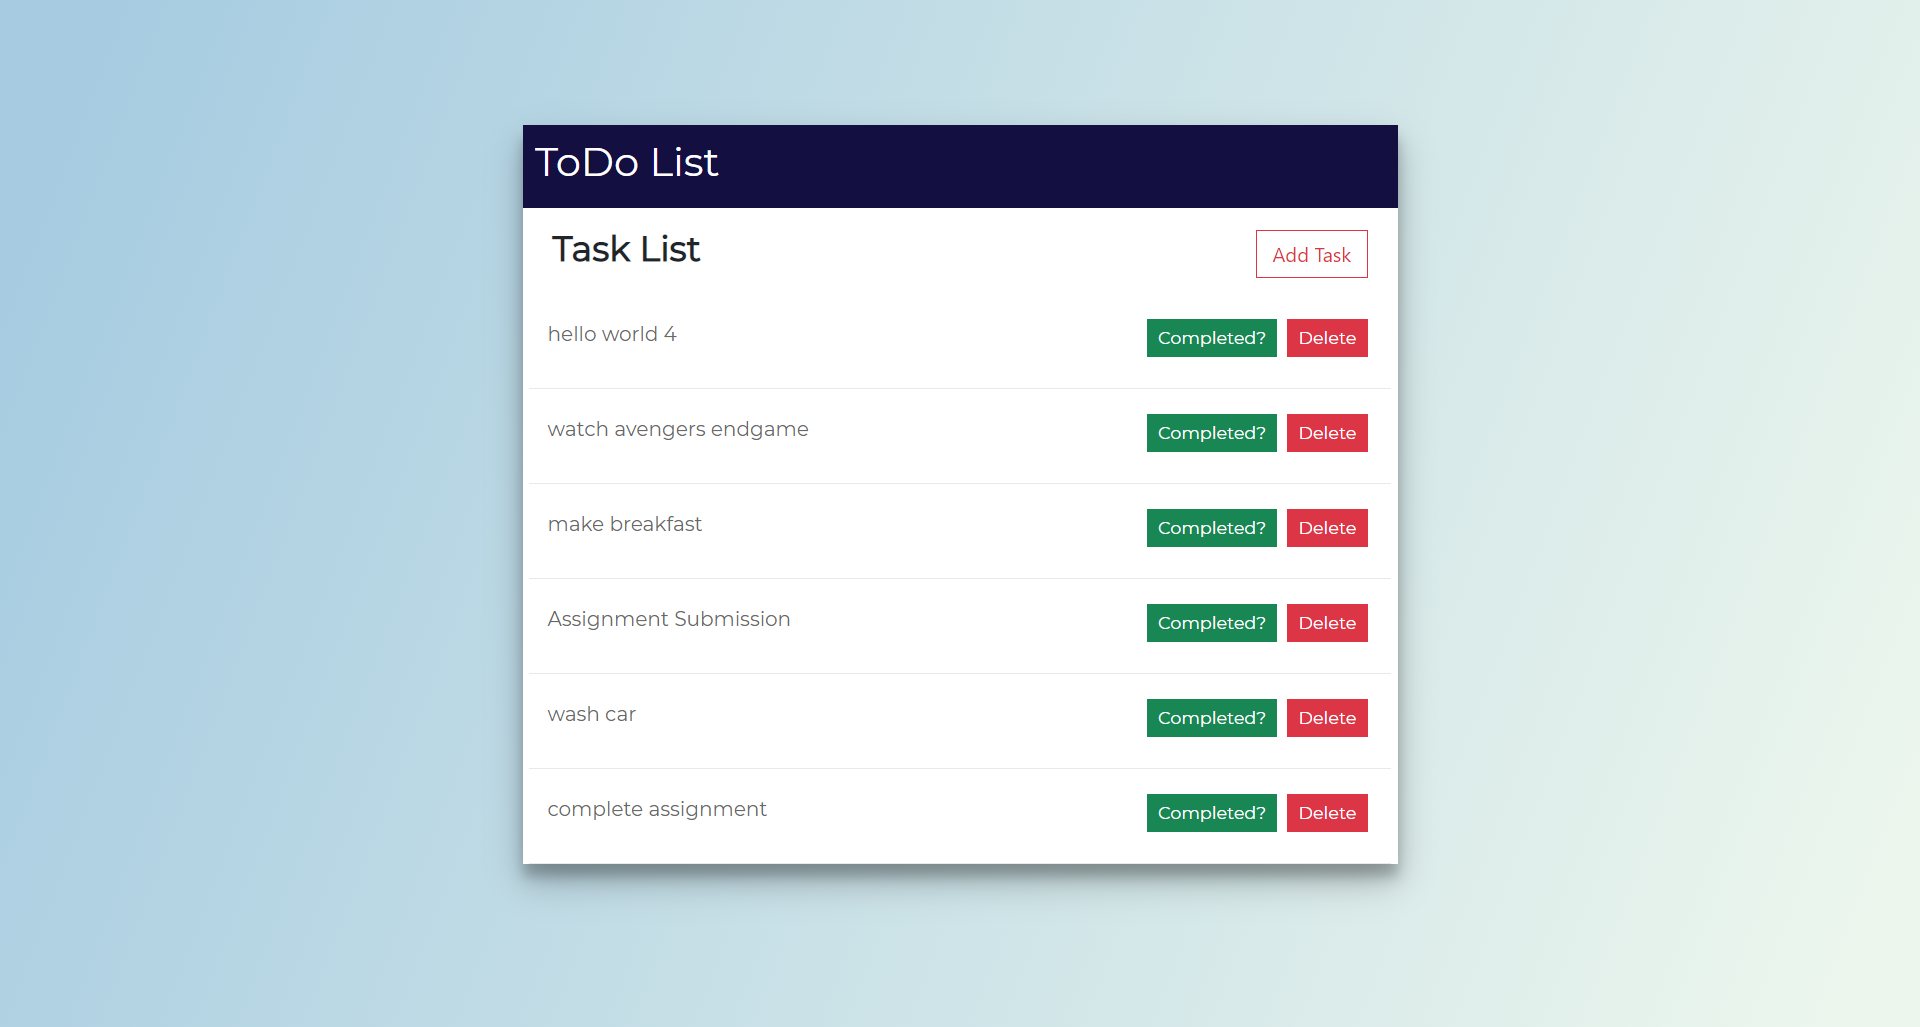 ToDo List
Task List Add Task
hello world 4 Completed? Delete
watch avengers endgame Completed? Delete
make breakfast Completed? Delete
Assignment Submission Completed? Delete
wash car Completed? Delete
complete assignment Completed? Delete